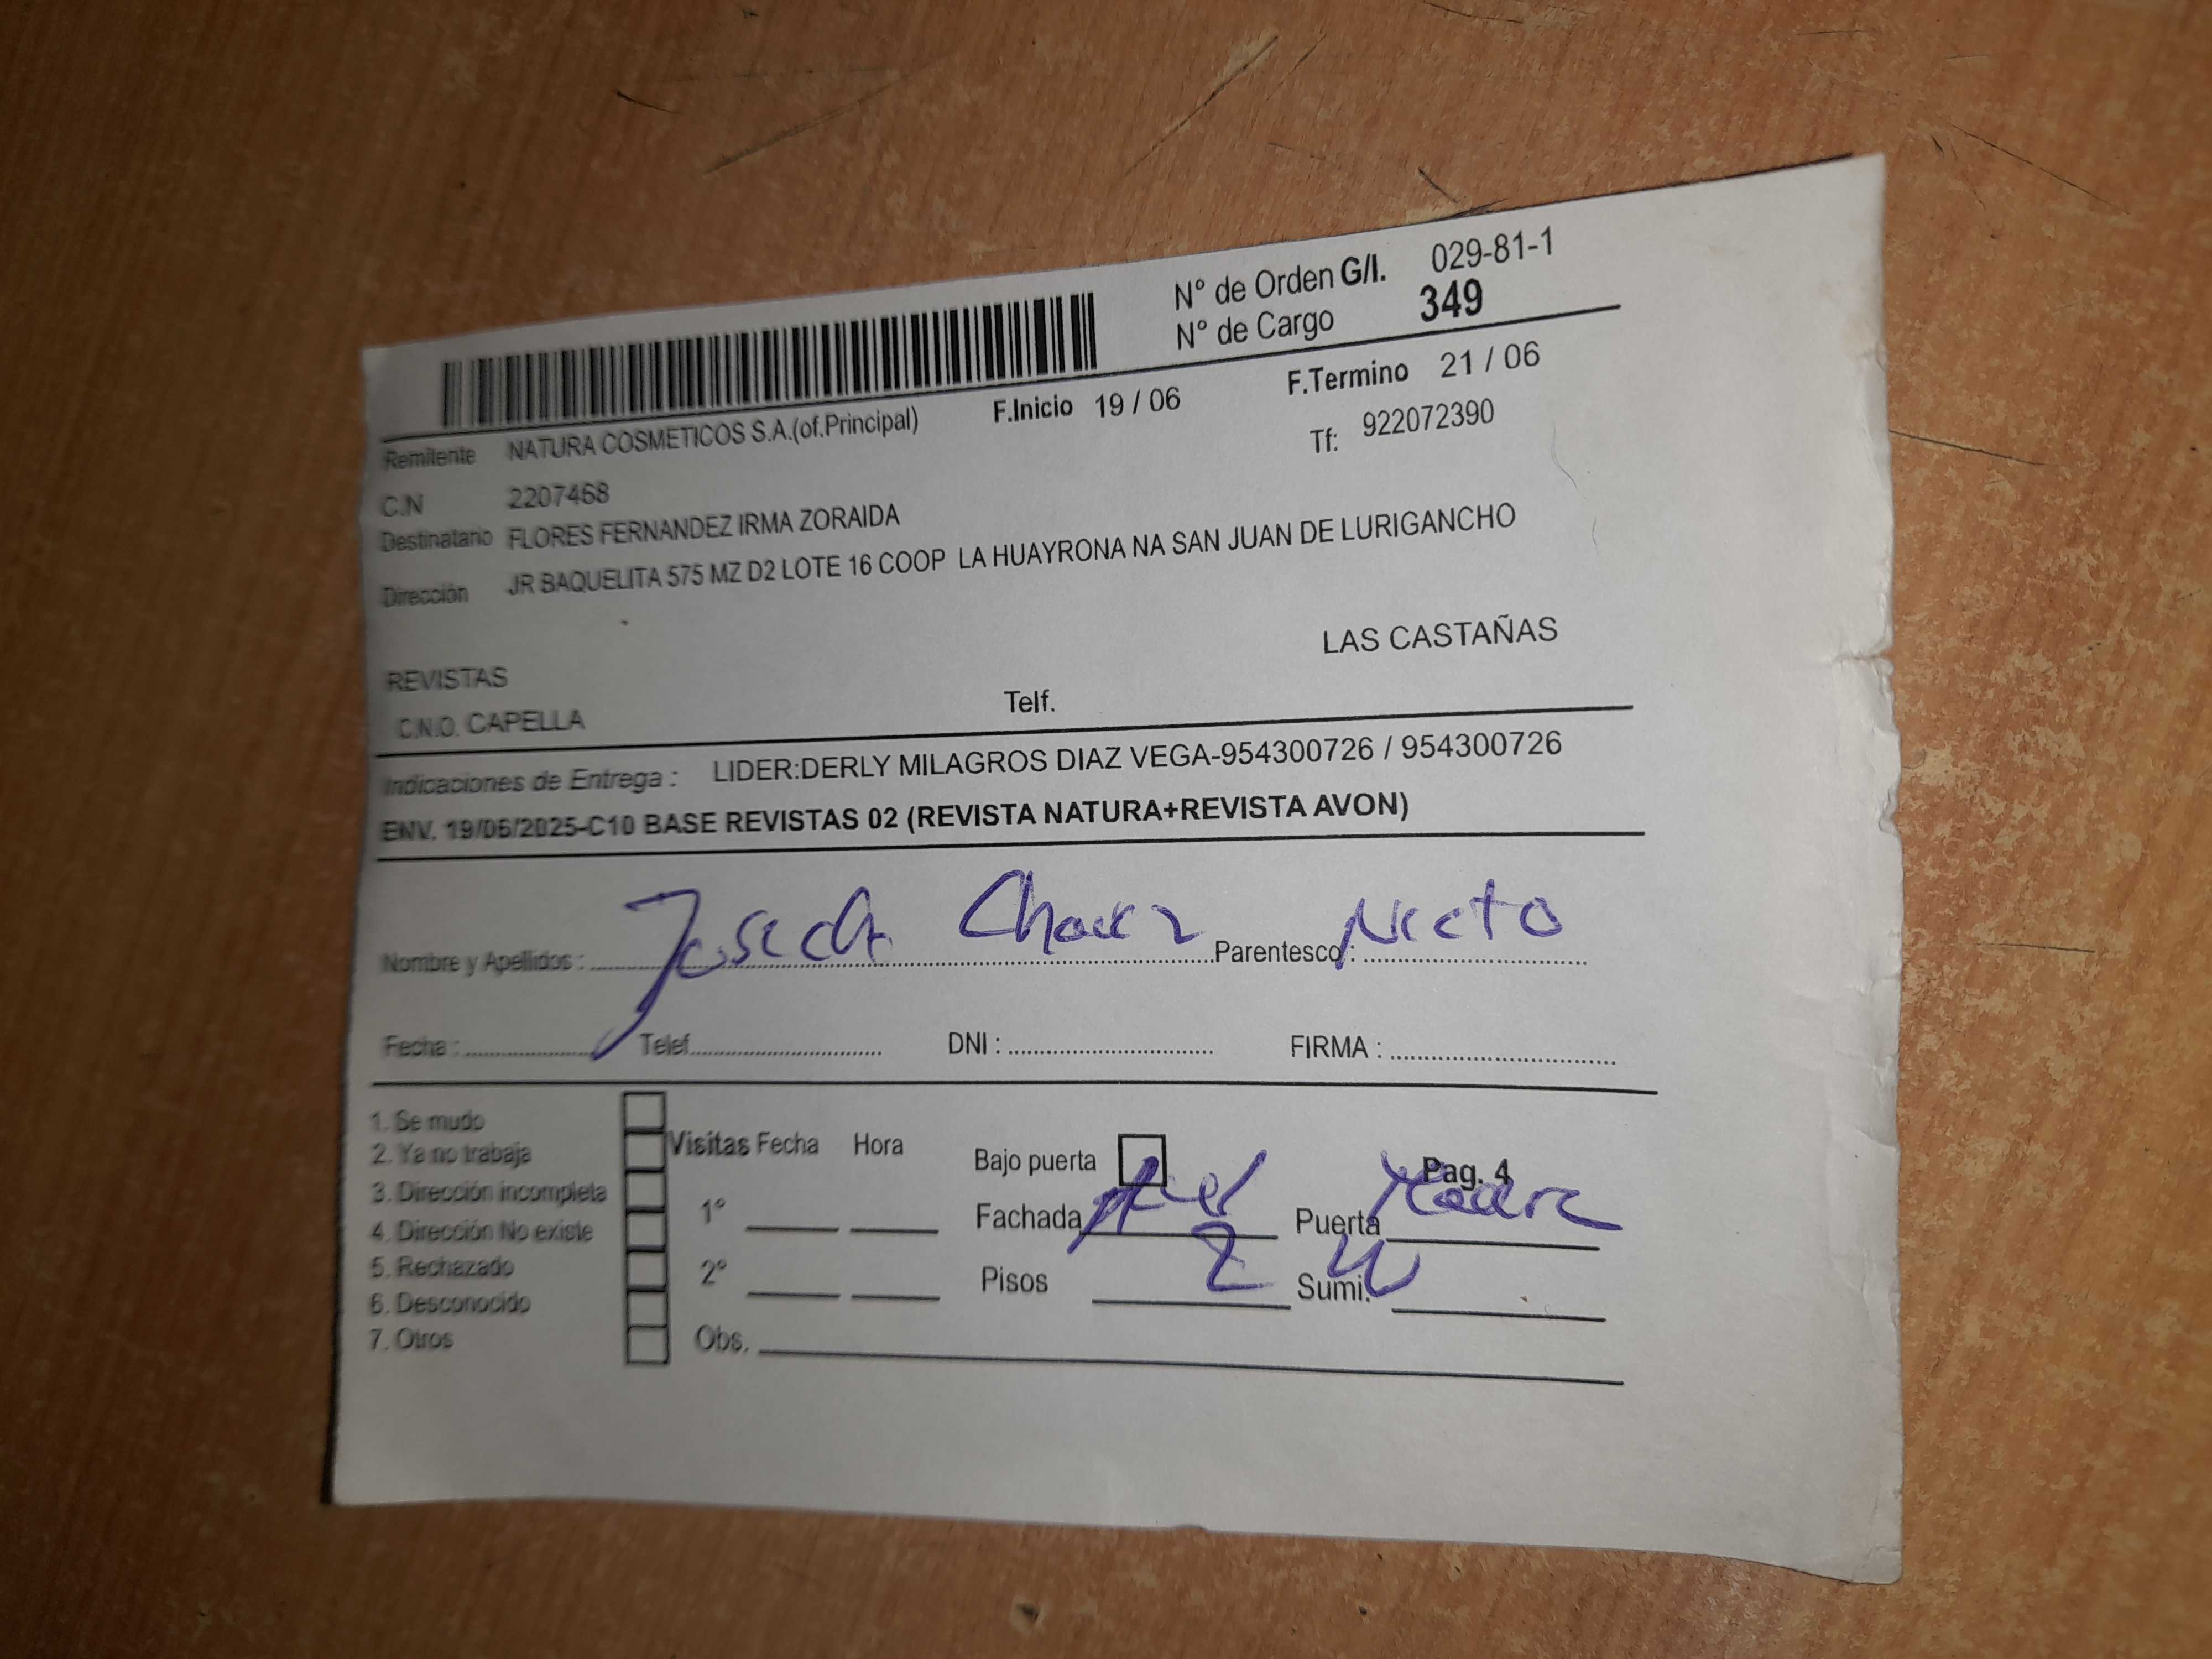 N° de Orden G/I. 029-81-1
N° de Cargo 349
F.Inicio 19 / 06 F.Termino 21 / 06
Remitente NATURA COSMETICOS S.A.(of.Principal) Tf: 922072390
C.N 2207468
Destinatario FLORES FERNANDEZ IRMA ZORAIDA
Dirección JR BAQUELITA 575 MZ D2 LOTE 16 COOP LA HUAYRONA NA SAN JUAN DE LURIGANCHO
LAS CASTAÑAS
REVISTAS
C.N.O. CAPELLA Telf.
Indicaciones de Entrega : LIDER:DERLY MILAGROS DIAZ VEGA-954300726 / 954300726
ENV. 19/06/2025-C10 BASE REVISTAS 02 (REVISTA NATURA+REVISTA AVON)
Nombre y Apellidos : Parentesco : Nieto
Fecha : Telef. DNI : FIRMA :
1. Se mudo
2. Ya no trabaja
3. Dirección incompleta
4. Dirección No existe
5. Rechazado
6. Desconocido
7. Otros
Visitas Fecha Hora
1°
2°
Obs.
Bajo puerta Pag. 4
Fachada Puerta
Pisos 2 Sumi.